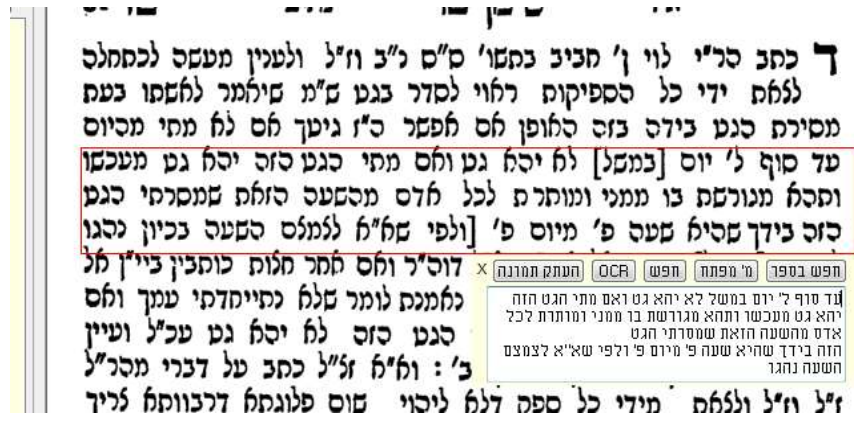 ד כתב הר"י לוי ן' חביב בתשו' ס"ס כ"ב וז"ל ולענין מעשה לכתחלה
לצאת ידי כל הספיקות ראוי לסדר בגט ש"מ שיאמר לאשתו בעת
מסירת הגט בידה בזה האופן אם אפשר ה"ז גיטך אם לא מתי מהיום
עד סוף ל' יום [במשל] לא יהא גט ואם מתי הגט הזה יהא גט מעכשו
ותהא מגורשת בו ממני ומותרת לכל אדם מהשעה הזאת שמסרתי הגט
הזה בידך שהיא שעה פ' מיום פ' [ולפי שא"א לצמצם השעה בכיון נהגו
דוה"ר ואם אחר חלות כותבין ביי"ן אל
X העתק תמונה OCR חפש מ' מפתח חפש בספר
נאמנת לומר שלא נתייחדתי עמך ואם
הגט הזה לא יהא גט עכ"ל ועיין
ב' : וא"א ז"ל כתב על דברי מהר"ל
עד סוף ל' יום במשל לא יהא גט ואם מתי הגט הזה
יהא גט מעכשו ותהא מגורשת בו ממני ומותרת לכל
אדם מהשעה הזאת שמסרתי הגט
הזה בידך שהיא שעה פ' מיום פ' ולפי שא"א לצמצם
השעה נהגו
ז"ל וז"ל ולצאת מידי כל ספק דלא ליהוי שום פלוגתא דרבוותא צריך